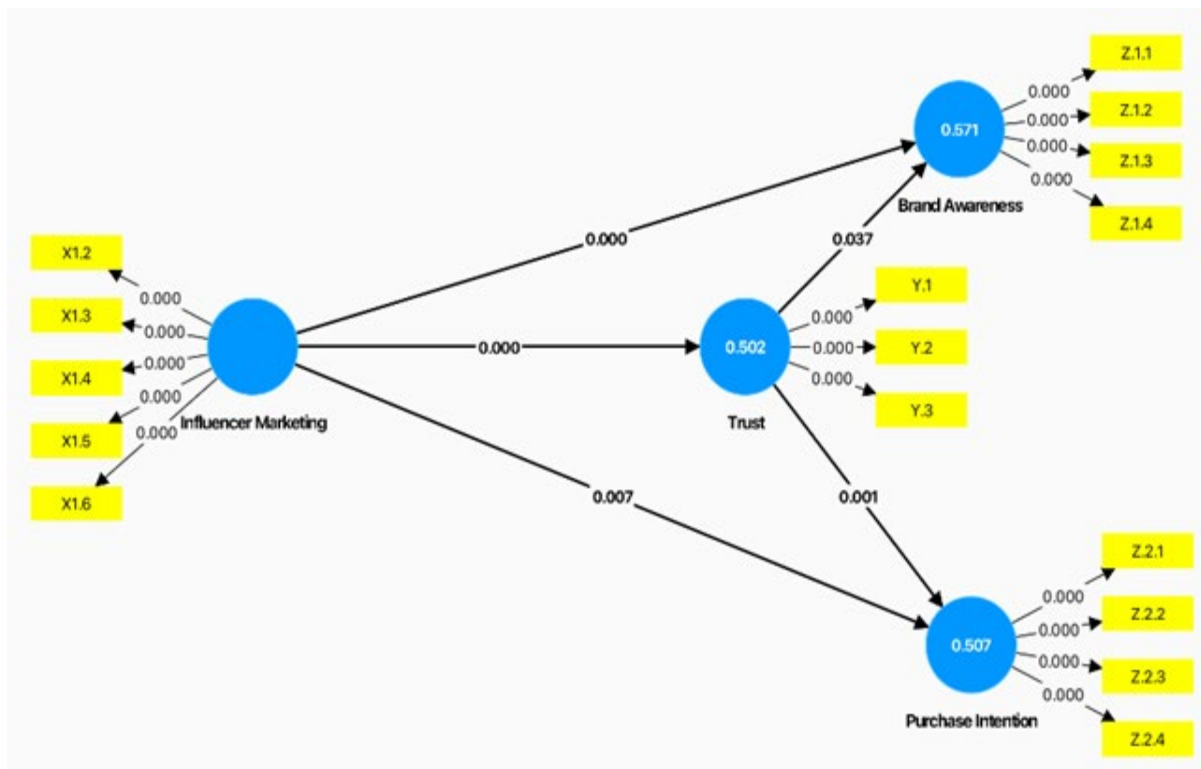 Z.1.1
0.000
Z.1.2
0.000
0.571
0.000
Z.1.3
0.000
Brand Awareness
Z.1.4
0.000
0.037
X1.2
0.000
X1.3
0.000
X1.4
0.000
0.000
X1.5
0.000
X1.6
Influencer Marketing
0.000
0.502
Trust
0.000
Y.1
0.000
Y.2
0.000
Y.3
0.007
0.001
Z.2.1
0.000
Z.2.2
0.000
0.507
0.000
Z.2.3
0.000
Purchase Intention
Z.2.4